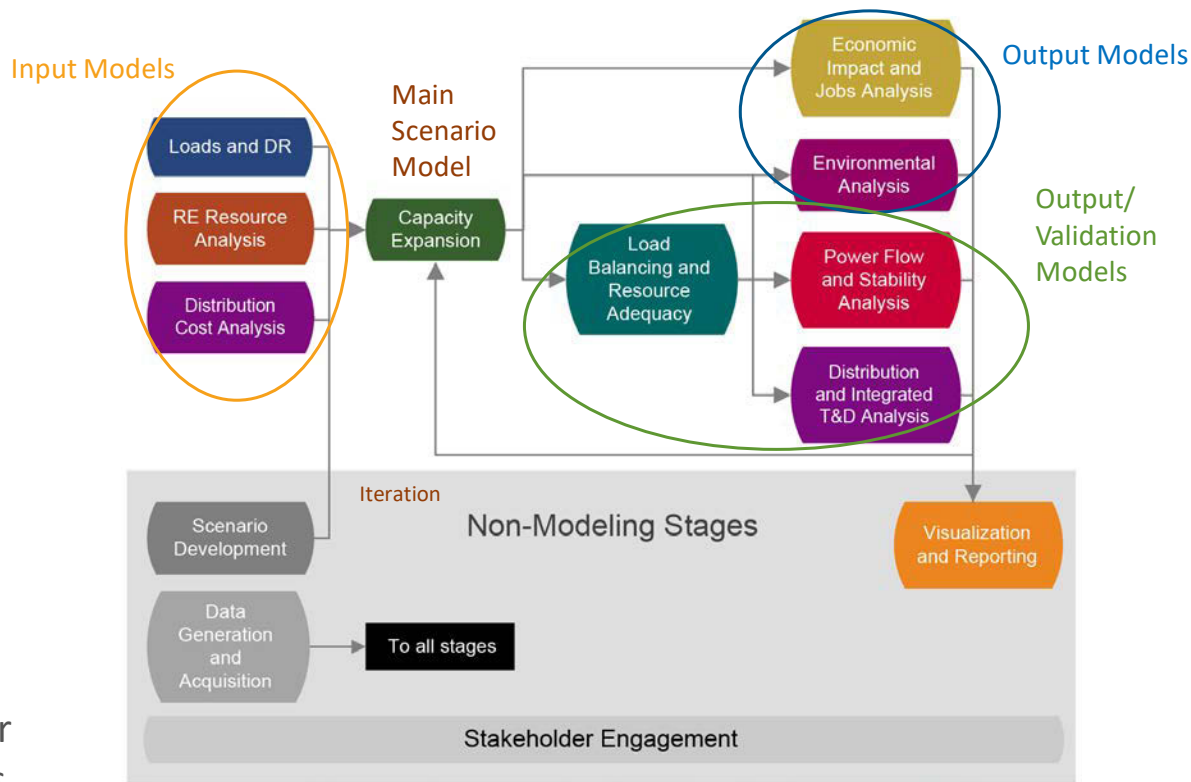 Input Models
Loads and DR
RE Resource
Analysis
Distribution
Cost Analysis
Main
Scenario
Model
Capacity
Expansion
Economic
Impact and
Jobs Analysis
Output Models
Environmental
Analysis
Output/
Validation
Models
Load
Balancing and
Resource
Adequacy
Power Flow
and Stability
Analysis
Distribution
and Integrated
T&D Analysis
Iteration
Non-Modeling Stages
Scenario
Development
Visualization
and Reporting
Data
Generation
and
Acquisition
To all stages
Stakeholder Engagement